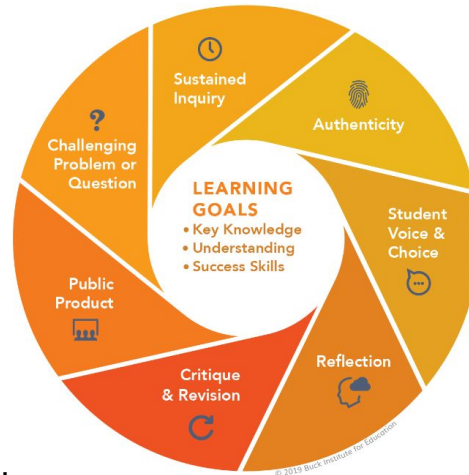 Sustained
Inquiry
Authenticity
Student
Voice &
Choice
Reflection
Critique
& Revision
Public
Product
?
Challenging
Problem or
Question
LEARNING
GOALS
• Key Knowledge
• Understanding
• Success Skills
© 2019 Buck Institute for Education
.